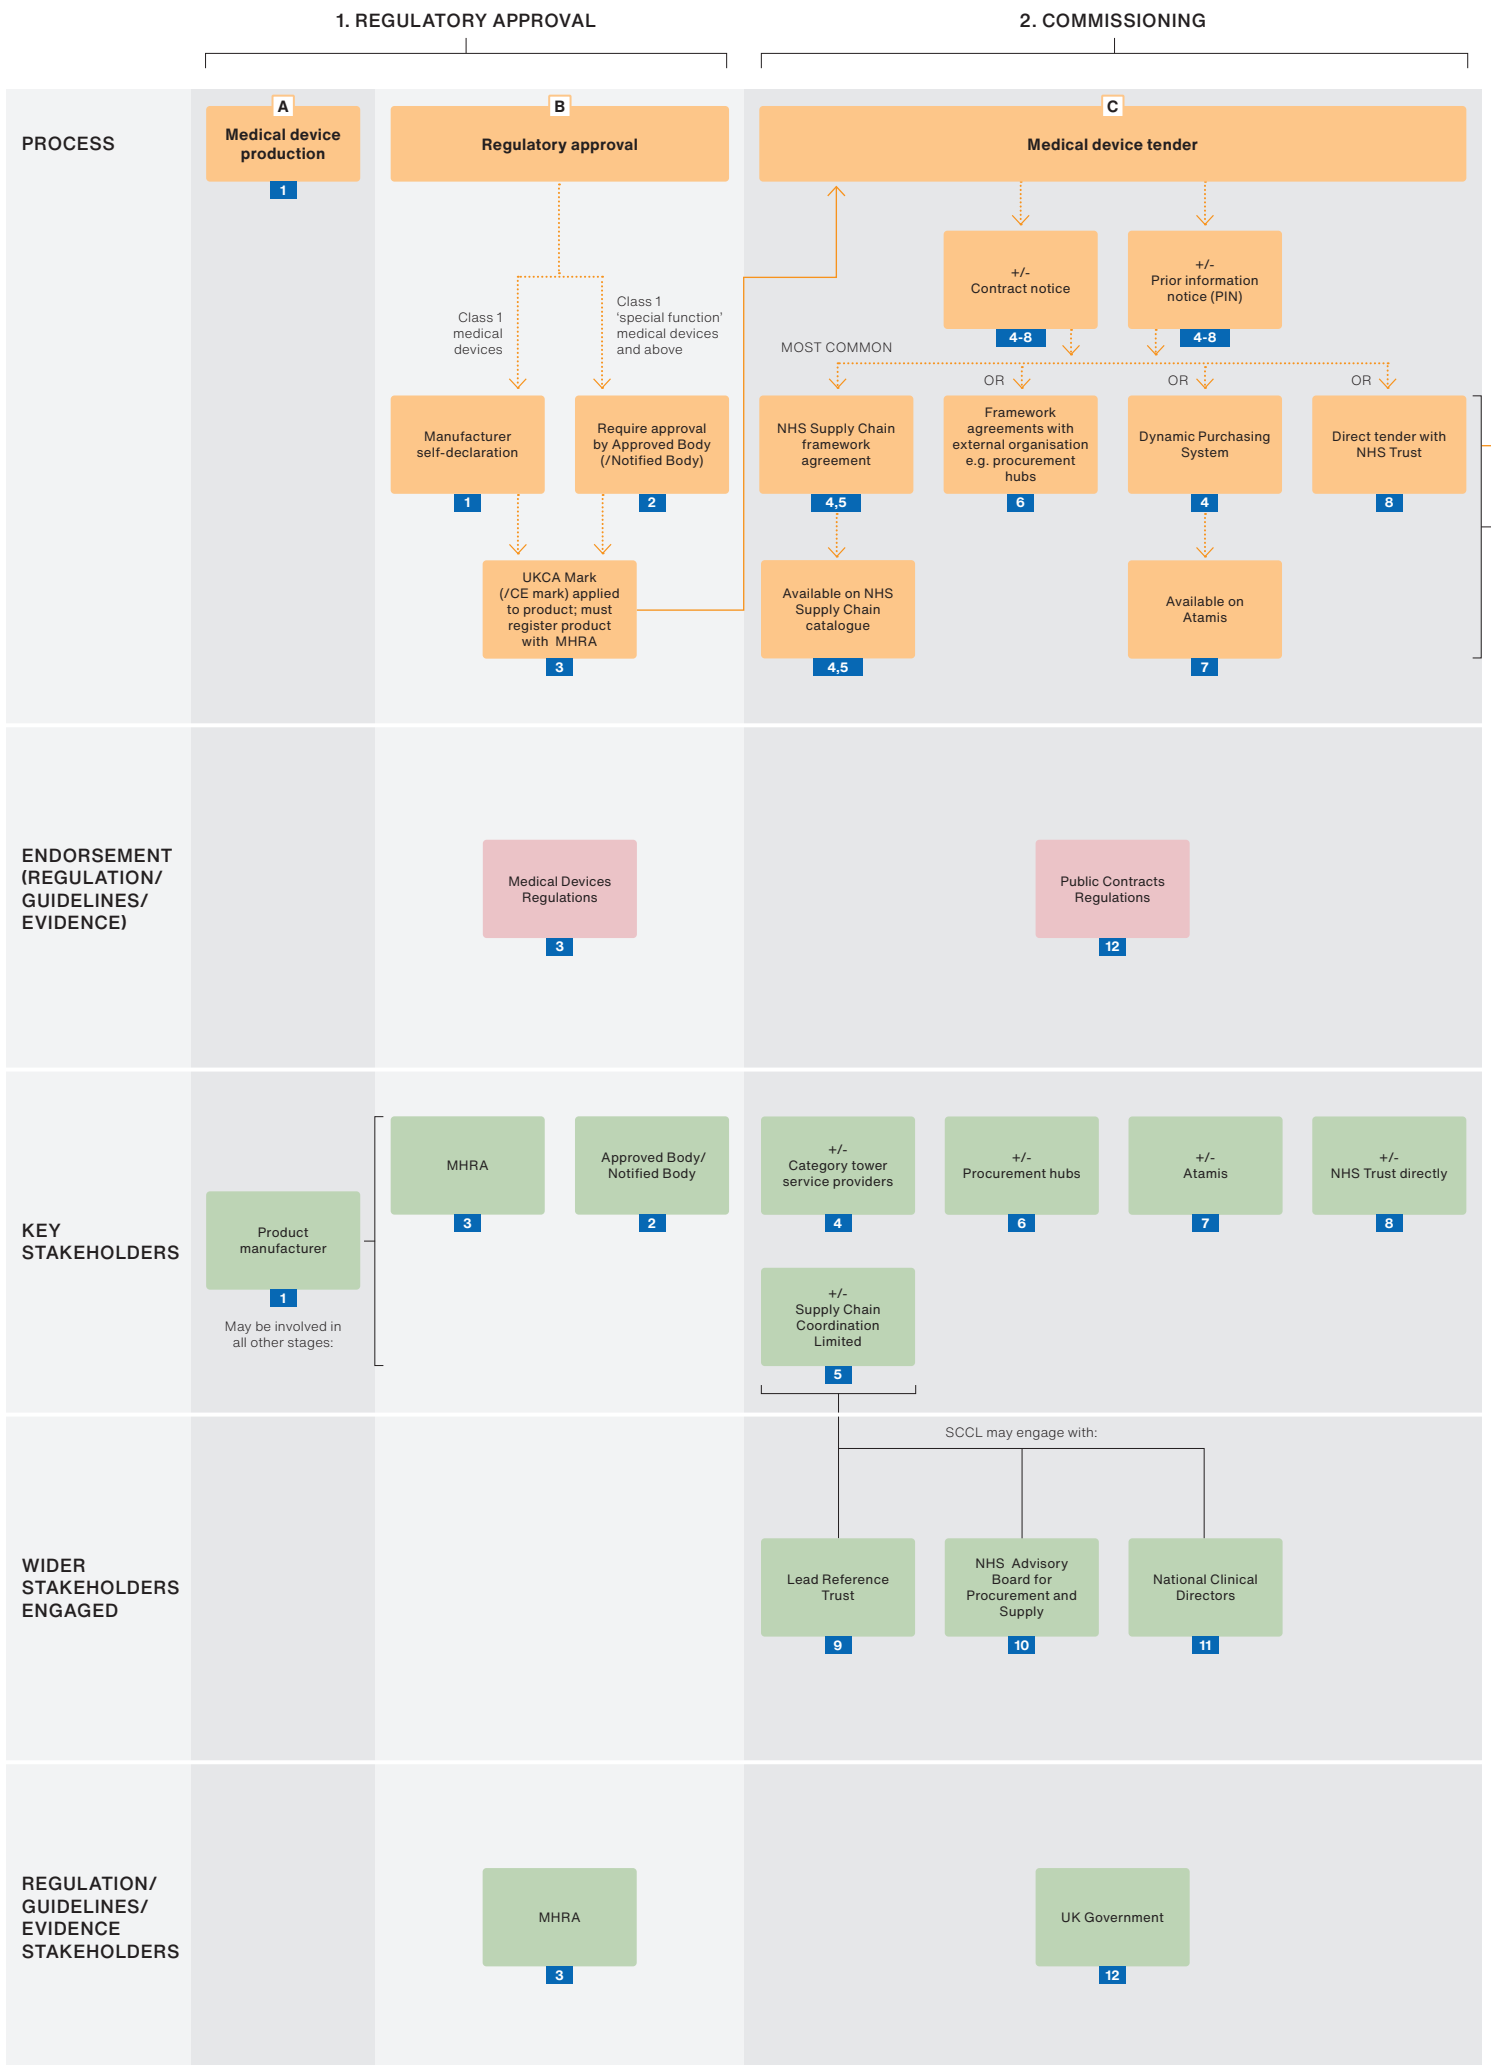 1. REGULATORY APPROVAL
2. COMMISSIONING
PROCESS
A
Medical device
production
1
B
Regulatory approval
C
Medical device tender
Class 1
medical
devices
Class 1
‘special function’
medical devices
and above
+/-
Contract notice
4-8
+/-
Prior information
notice (PIN)
4-8
MOST COMMON
OR
OR
OR
Manufacturer
self-declaration
1
Require approval
by Approved Body
(/Notified Body)
2
NHS Supply Chain
framework
agreement
4,5
Framework
agreements with
external organisation
e.g. procurement
hubs
6
Dynamic Purchasing
System
4
Direct tender with
NHS Trust
8
UKCA Mark
(/CE mark) applied
to product; must
register product
with MHRA
3
Available on NHS
Supply Chain
catalogue
4,5
Available on
Atamis
7
ENDORSEMENT
(REGULATION/
GUIDELINES/
EVIDENCE)
Medical Devices
Regulations
3
Public Contracts
Regulations
12
KEY
STAKEHOLDERS
Product
manufacturer
1
May be involved in
all other stages:
MHRA
3
Approved Body/
Notified Body
2
+/-
Category tower
service providers
4
+/-
Procurement hubs
6
+/-
Atamis
7
+/-
NHS Trust directly
8
+/-
Supply Chain
Coordination
Limited
5
SCCL may engage with:
WIDER
STAKEHOLDERS
ENGAGED
Lead Reference
Trust
9
NHS Advisory
Board for
Procurement and
Supply
10
National Clinical
Directors
11
REGULATION/
GUIDELINES/
EVIDENCE
STAKEHOLDERS
MHRA
3
UK Government
12